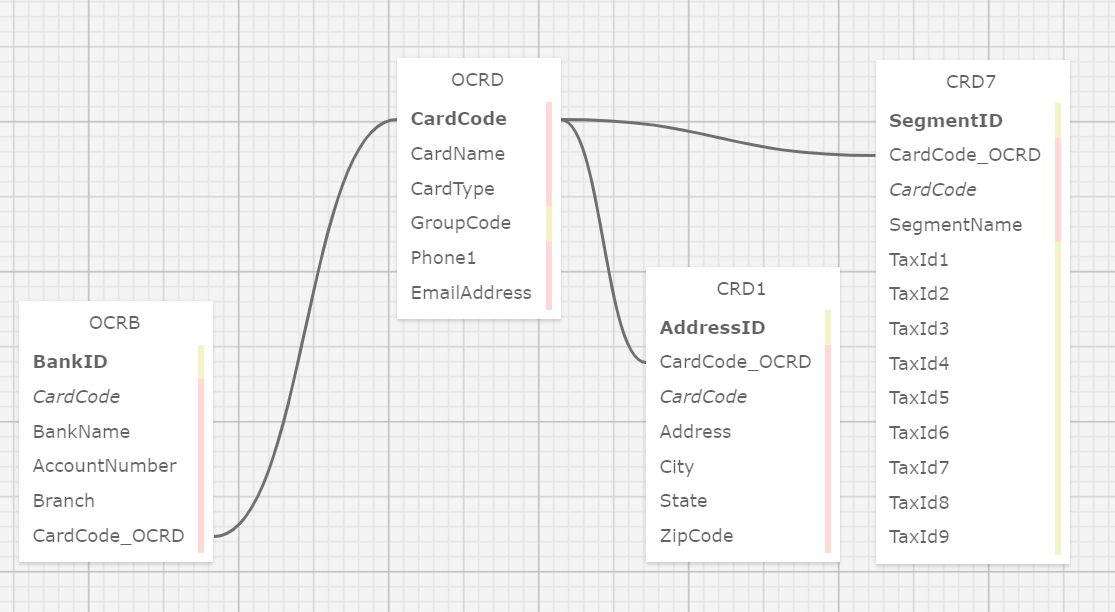 OCRD
CardCode
CardName
CardType
GroupCode
Phone1
EmailAddress
CRD7
SegmentID
CardCode_OCRD
CardCode
SegmentName
TaxId1
TaxId2
TaxId3
TaxId4
TaxId5
TaxId6
TaxId7
TaxId8
TaxId9
OCRB
BankID
CardCode
BankName
AccountNumber
Branch
CardCode_OCRD
CRD1
AddressID
CardCode_OCRD
CardCode
Address
City
State
ZipCode